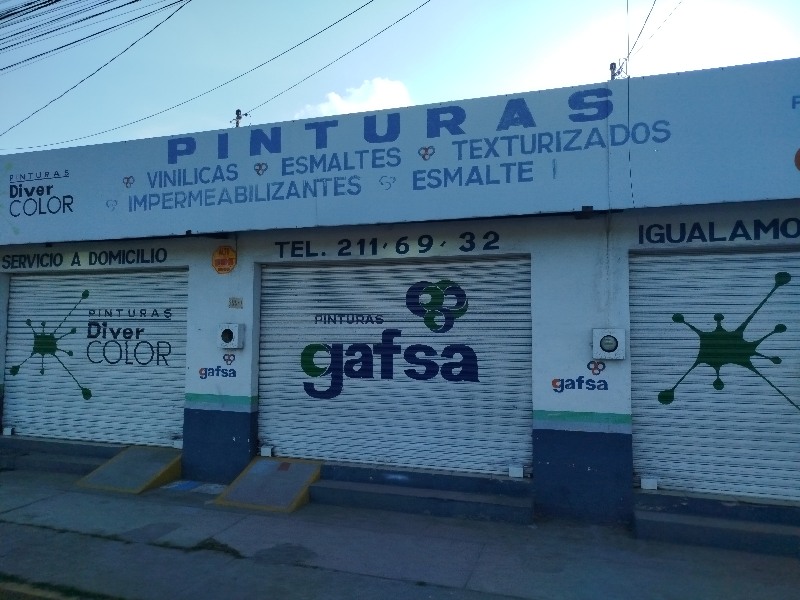 PINTURAS
PINTURAS
Diver
COLOR
VINILICAS ESMALTES TEXTURIZADOS
IMPERMEABILIZANTES ESMALTE
SERVICIO A DOMICILIO
TEL. 211·69·32
IGUALAMO
PINTURAS
Diver
COLOR
PINTURAS
gafsa
gafsa
gafsa